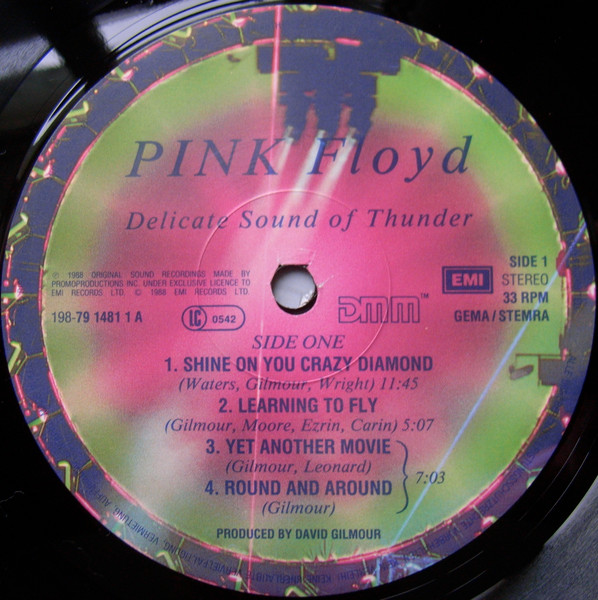 PINK Floyd
Delicate Sound of Thunder
℗ 1988 ORIGINAL SOUND RECORDINGS MADE BY
PROMOPRODUCTIONS INC. UNDER EXCLUSIVE LICENCE TO
EMI RECORDS LTD. © 1988 EMI RECORDS LTD.
198-79 1481 1 A
LC 0542
DMM™
EMI
SIDE 1
STEREO
33 RPM
GEMA/STEMRA
SIDE ONE
1. SHINE ON YOU CRAZY DIAMOND
(Waters, Gilmour, Wright) 11:45
2. LEARNING TO FLY
(Gilmour, Moore, Ezrin, Carin) 5:07
3. YET ANOTHER MOVIE
(Gilmour, Leonard)
4. ROUND AND AROUND
(Gilmour)
7:03
PRODUCED BY DAVID GILMOUR
VERMIETUNG